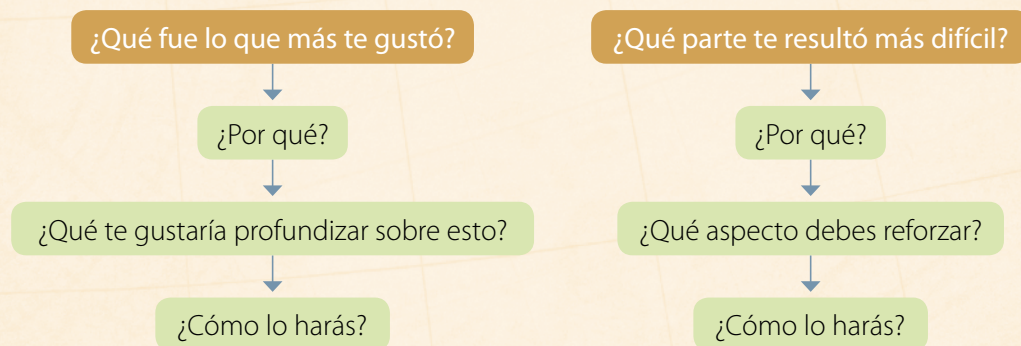 ¿Qué fue lo que más te gustó?
¿Por qué?
¿Qué te gustaría profundizar sobre esto?
¿Cómo lo harás?
¿Qué parte te resultó más difícil?
¿Por qué?
¿Qué aspecto debes reforzar?
¿Cómo lo harás?